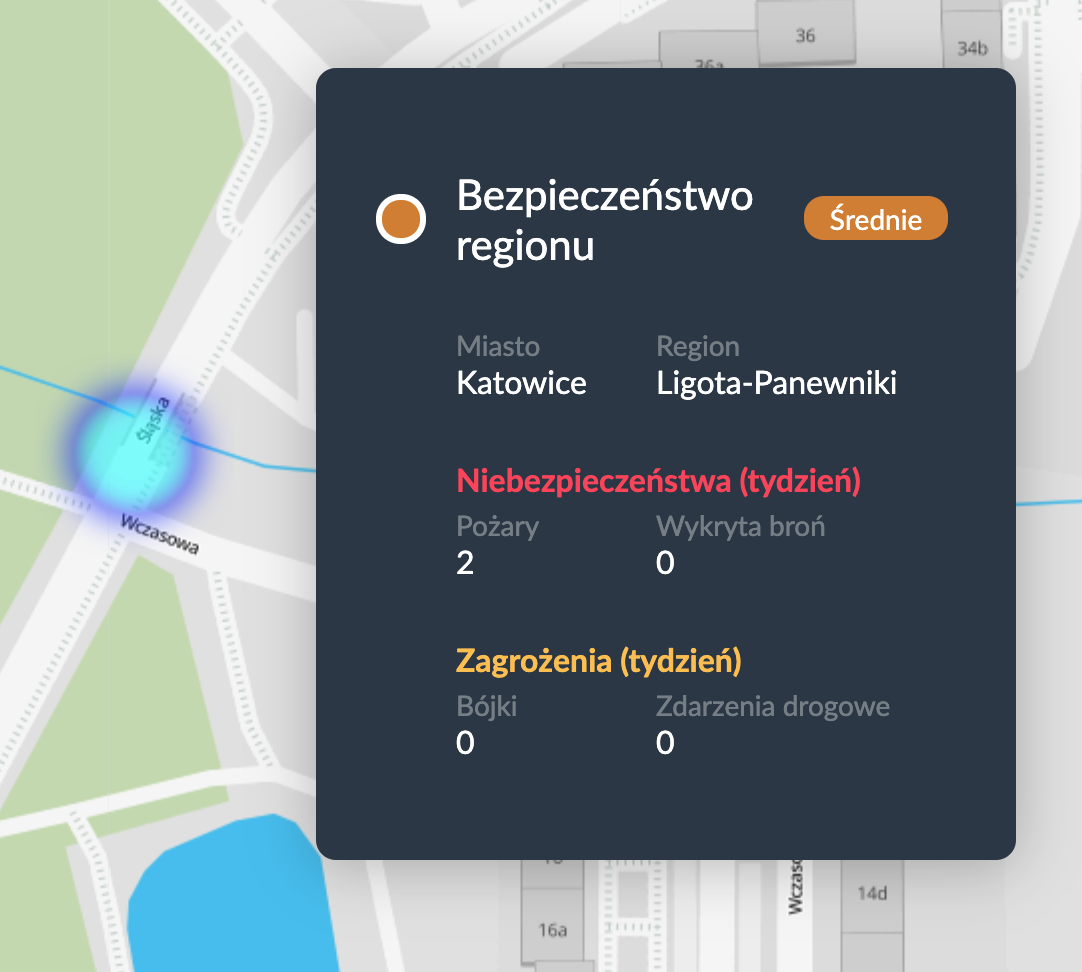 36
34b
36a
Bezpieczeństwo
regionu
Średnie
Miasto
Region
Katowice
Ligota-Panewniki
Śląska
Niebezpieczeństwa (tydzień)
Pożary
Wykryta broń
2
0
Wczasowa
Zagrożenia (tydzień)
Bójki
Zdarzenia drogowe
0
0
14d
16a